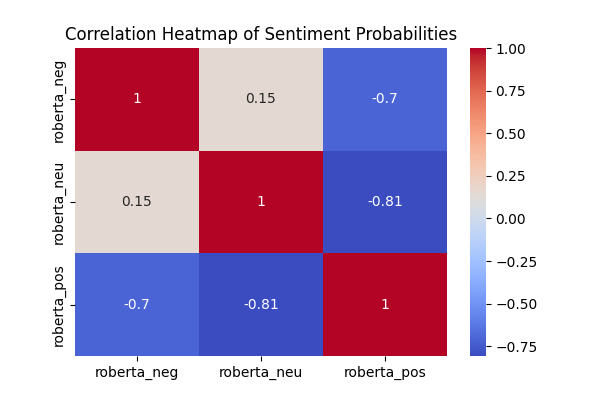 Correlation Heatmap of Sentiment Probabilities
roberta_neg
1
0.15
-0.7
roberta_neu
0.15
1
-0.81
roberta_pos
-0.7
-0.81
1
roberta_neg
roberta_neu
roberta_pos
1.00
0.75
0.50
0.25
0.00
−0.25
−0.50
−0.75